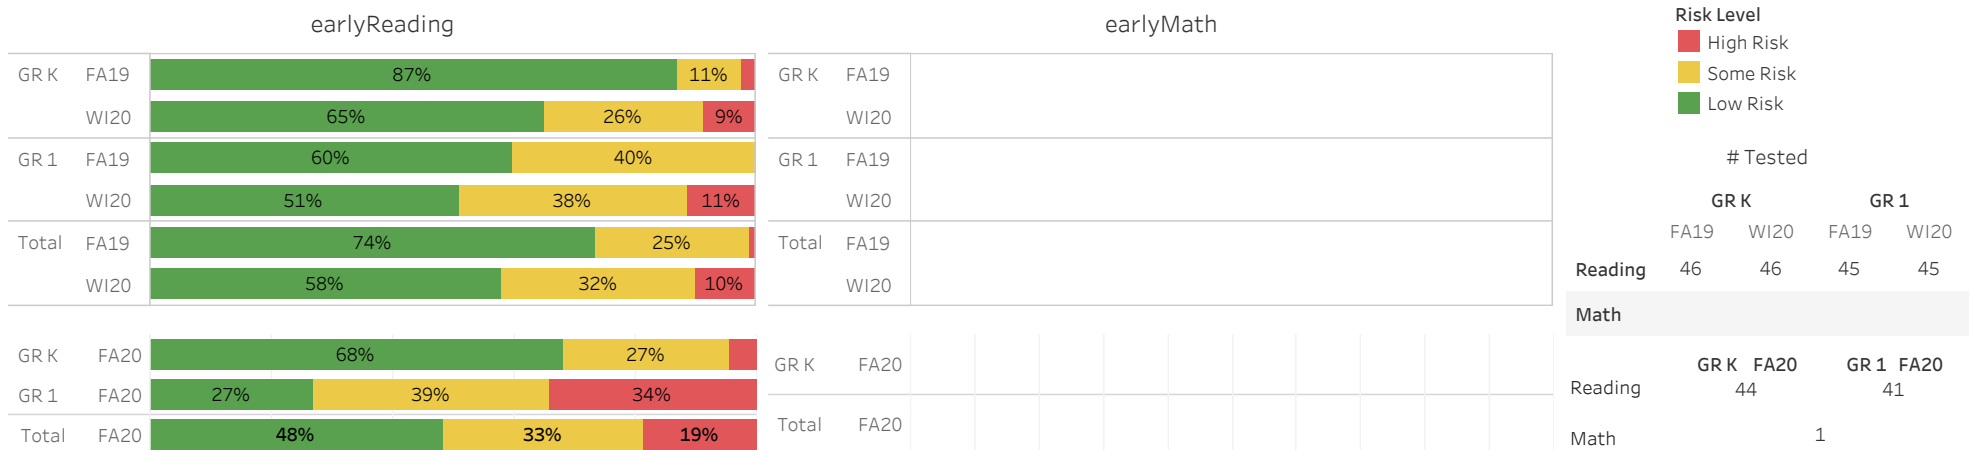 earlyReading
GR K FA19 87% 11%
WI20 65% 26% 9%
GR 1 FA19 60% 40%
WI20 51% 38% 11%
Total FA19 74% 25%
WI20 58% 32% 10%
GR K FA20 68% 27%
GR 1 FA20 27% 39% 34%
Total FA20 48% 33% 19%
earlyMath
GR K FA19
WI20
GR 1 FA19
WI20
Total FA19
WI20
GR K FA20
Total FA20
Risk Level
High Risk
Some Risk
Low Risk
# Tested
GR K GR 1
FA19 WI20 FA19 WI20
Reading 46 46 45 45
Math
GR K FA20 GR 1 FA20
Reading 44 41
Math 1